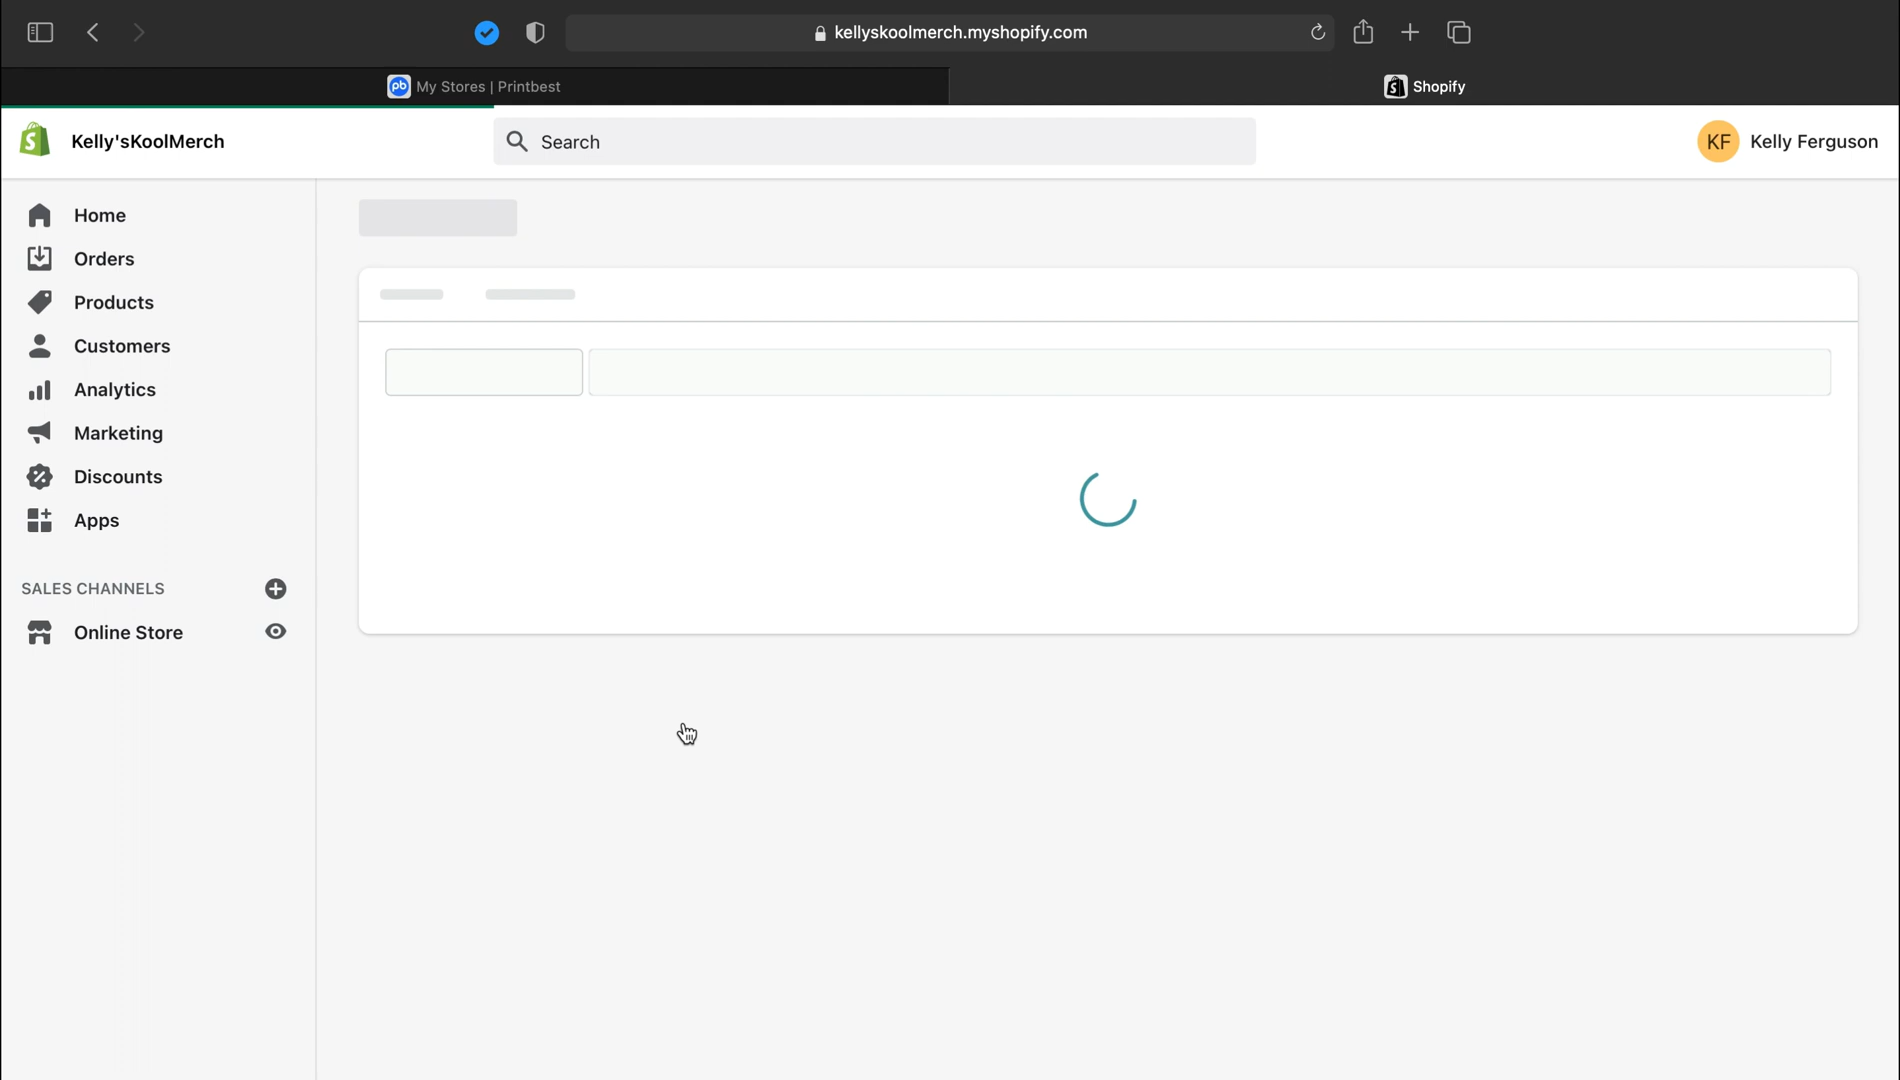 kellyskoolmerch.myshopify.com
pb My Stores | Printbest
Shopify
Kelly'sKoolMerch
Search
KF Kelly Ferguson
Home
Orders
Products
Customers
Analytics
Marketing
Discounts
Apps
SALES CHANNELS
Online Store